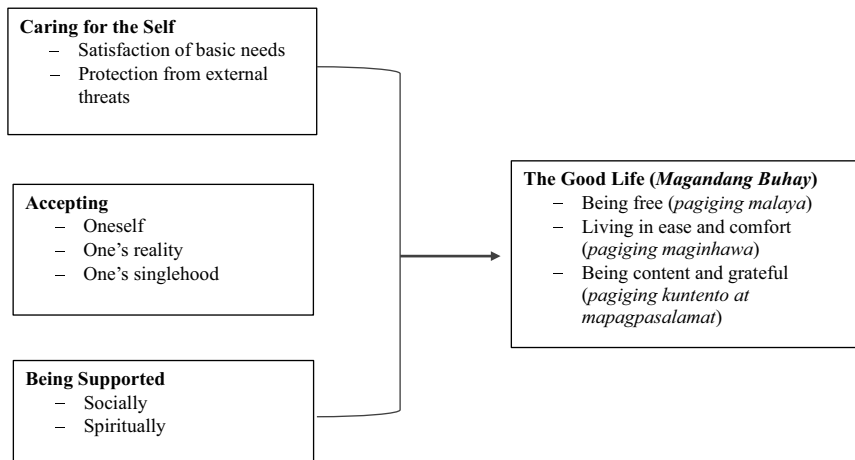 Caring for the Self
– Satisfaction of basic needs
– Protection from external
threats
Accepting
– Oneself
– One’s reality
– One’s singlehood
Being Supported
– Socially
– Spiritually
The Good Life (Magandang Buhay)
– Being free (pagiging malaya)
– Living in ease and comfort
(pagiging maginhawa)
– Being content and grateful
(pagiging kuntento at
mapagpasalamat)